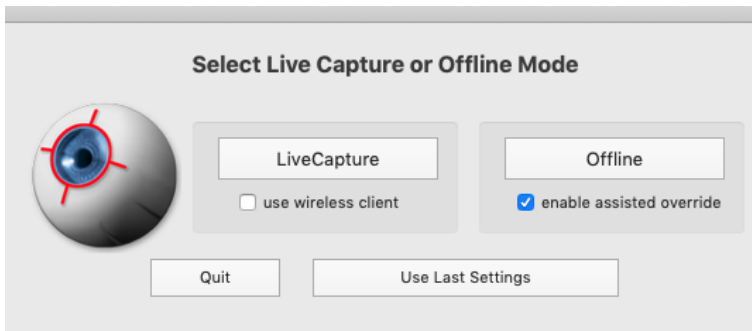 Select Live Capture or Offline Mode
LiveCapture
Offline
use wireless client
enable assisted override
Quit
Use Last Settings